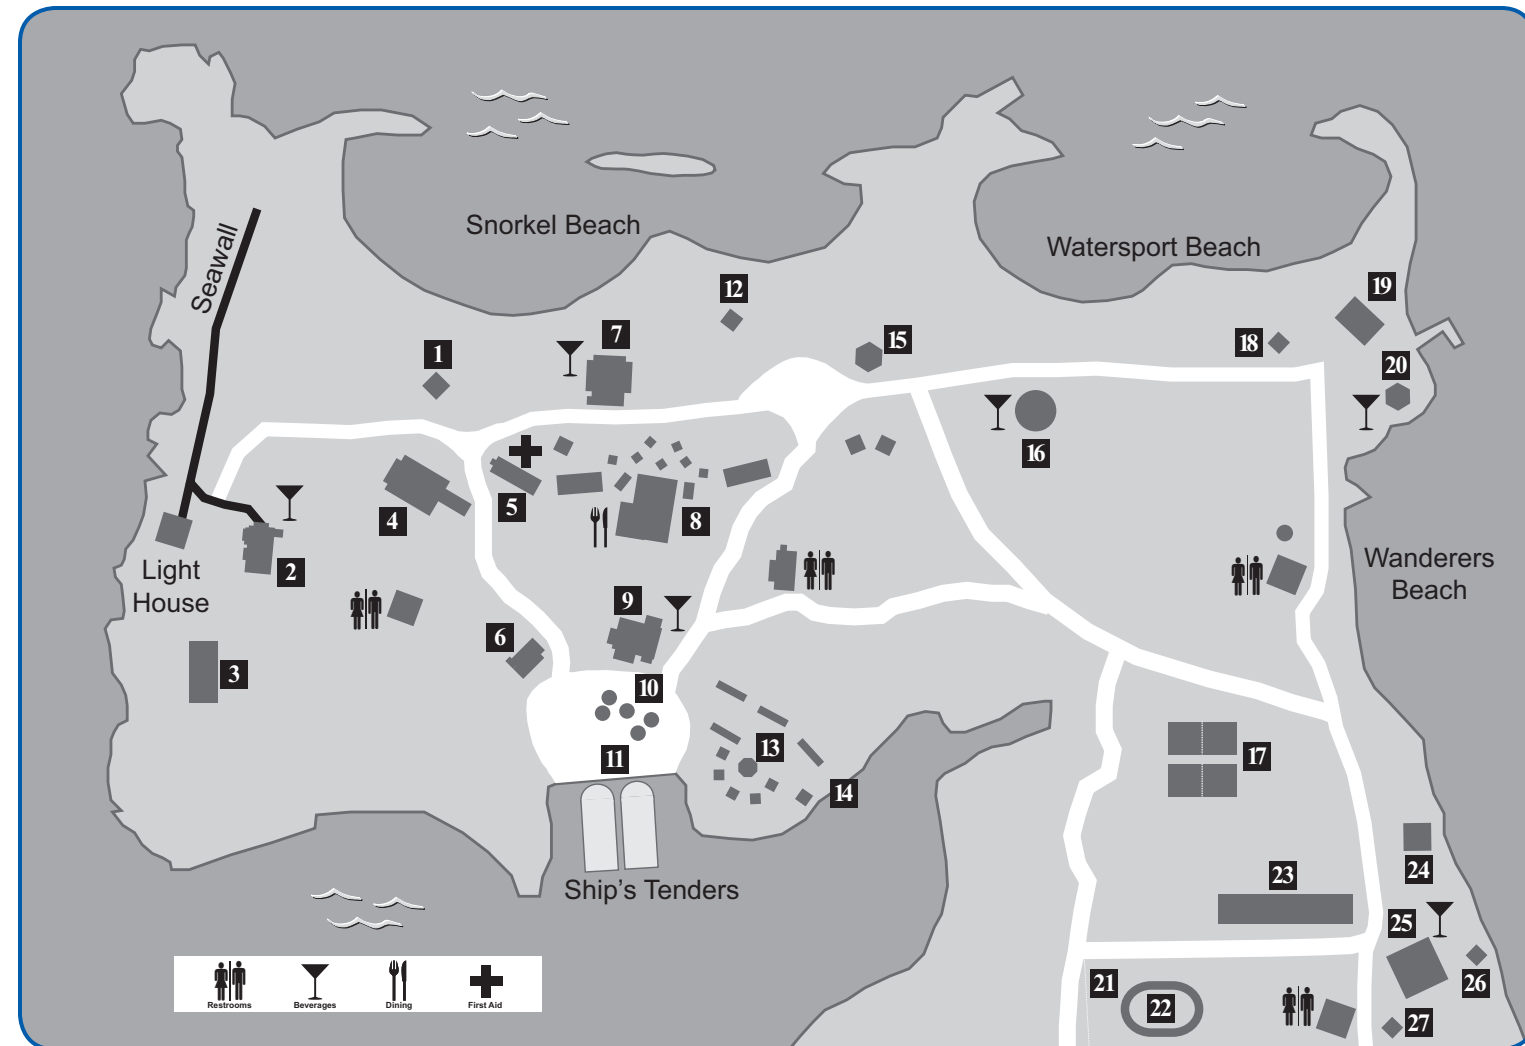 Snorkel Beach
Watersport Beach
Seawall
12
19
7
15
18
1
20
16
4
5
8
Light
House
2
Wanderers
Beach
9
6
3
10
11
13
17
14
24
23
Ship's Tenders
25
21
22
26
27
Restrooms
Beverages
Dining
First Aid